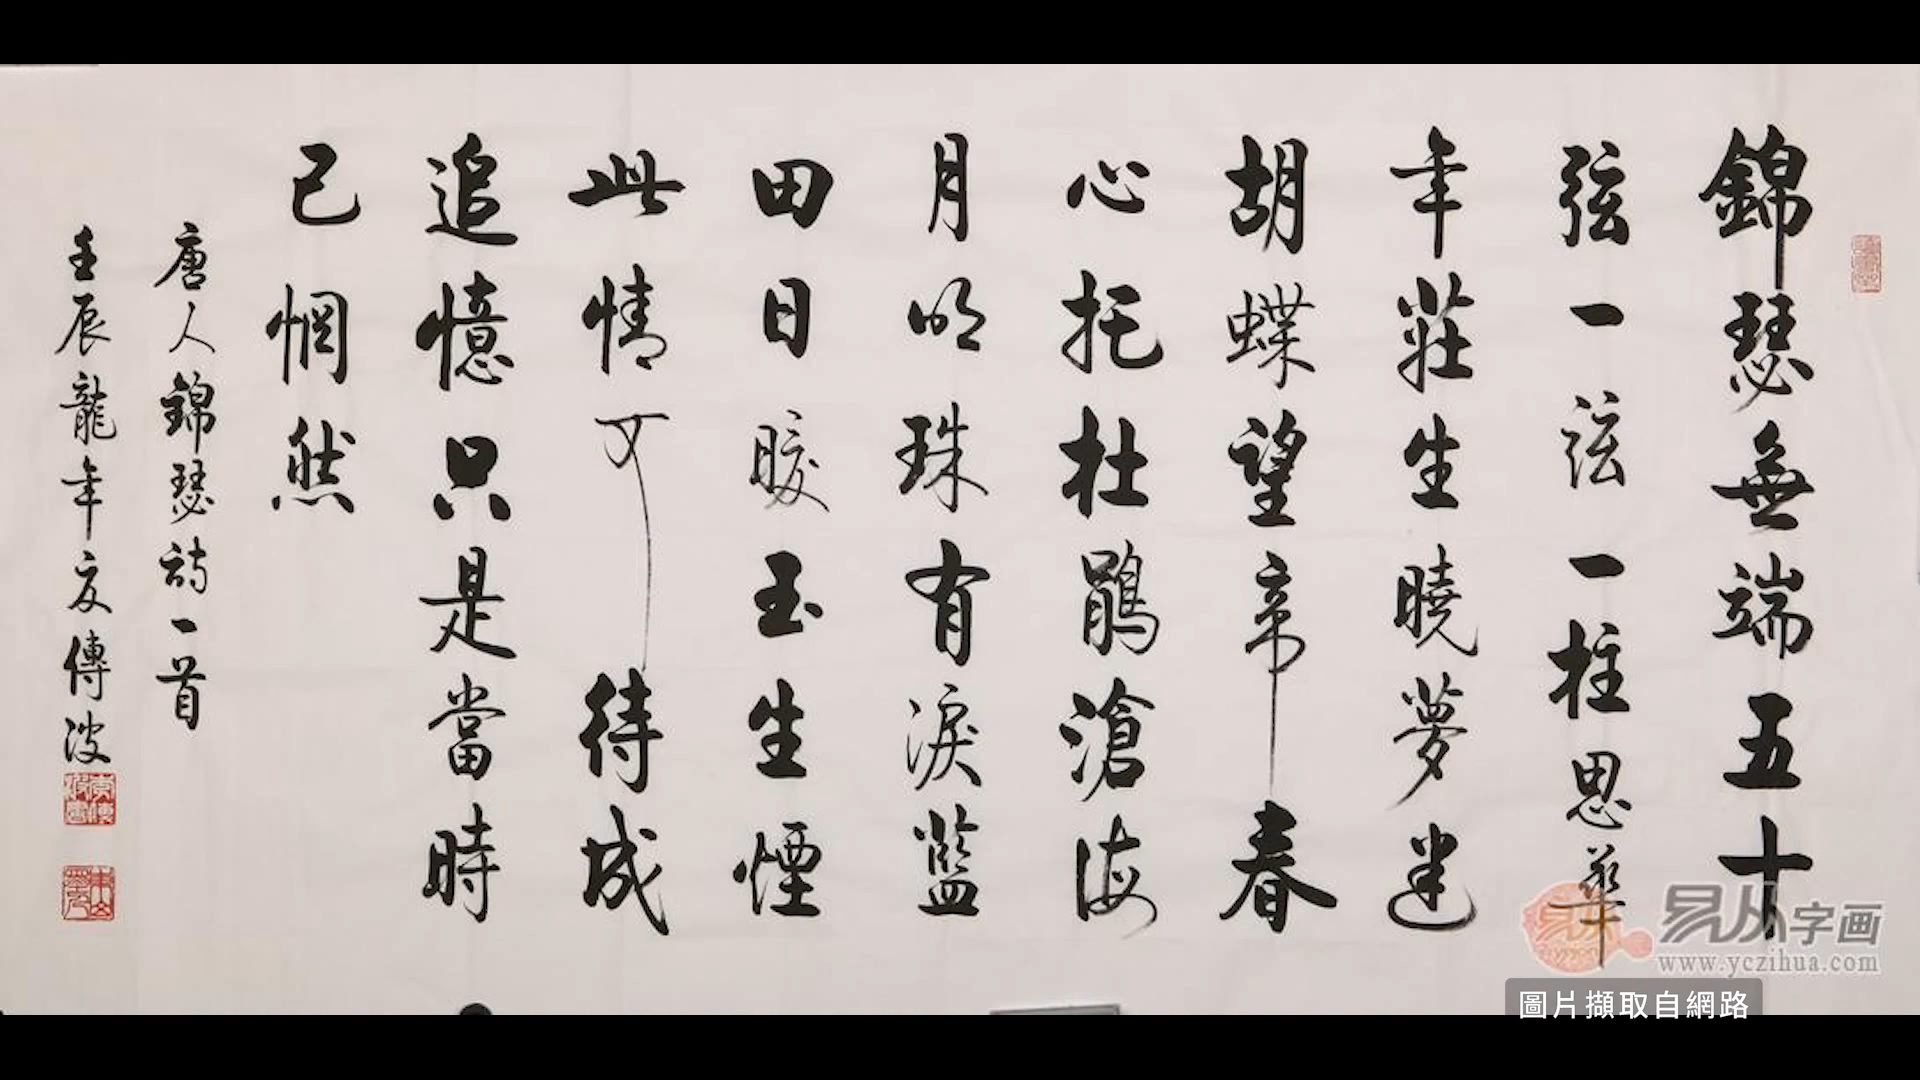 錦瑟無端五十
弦一弦一柱思華
年莊生曉夢迷
胡蝶望帝春
心托杜鵑滄海
月明珠有淚藍
田日暖玉生煙
此情可待成
追憶只是當時
已惘然
唐人錦瑟詩一首
壬辰龍年友傳波
易从字画
www.yczihua.com
圖片擷取自網路